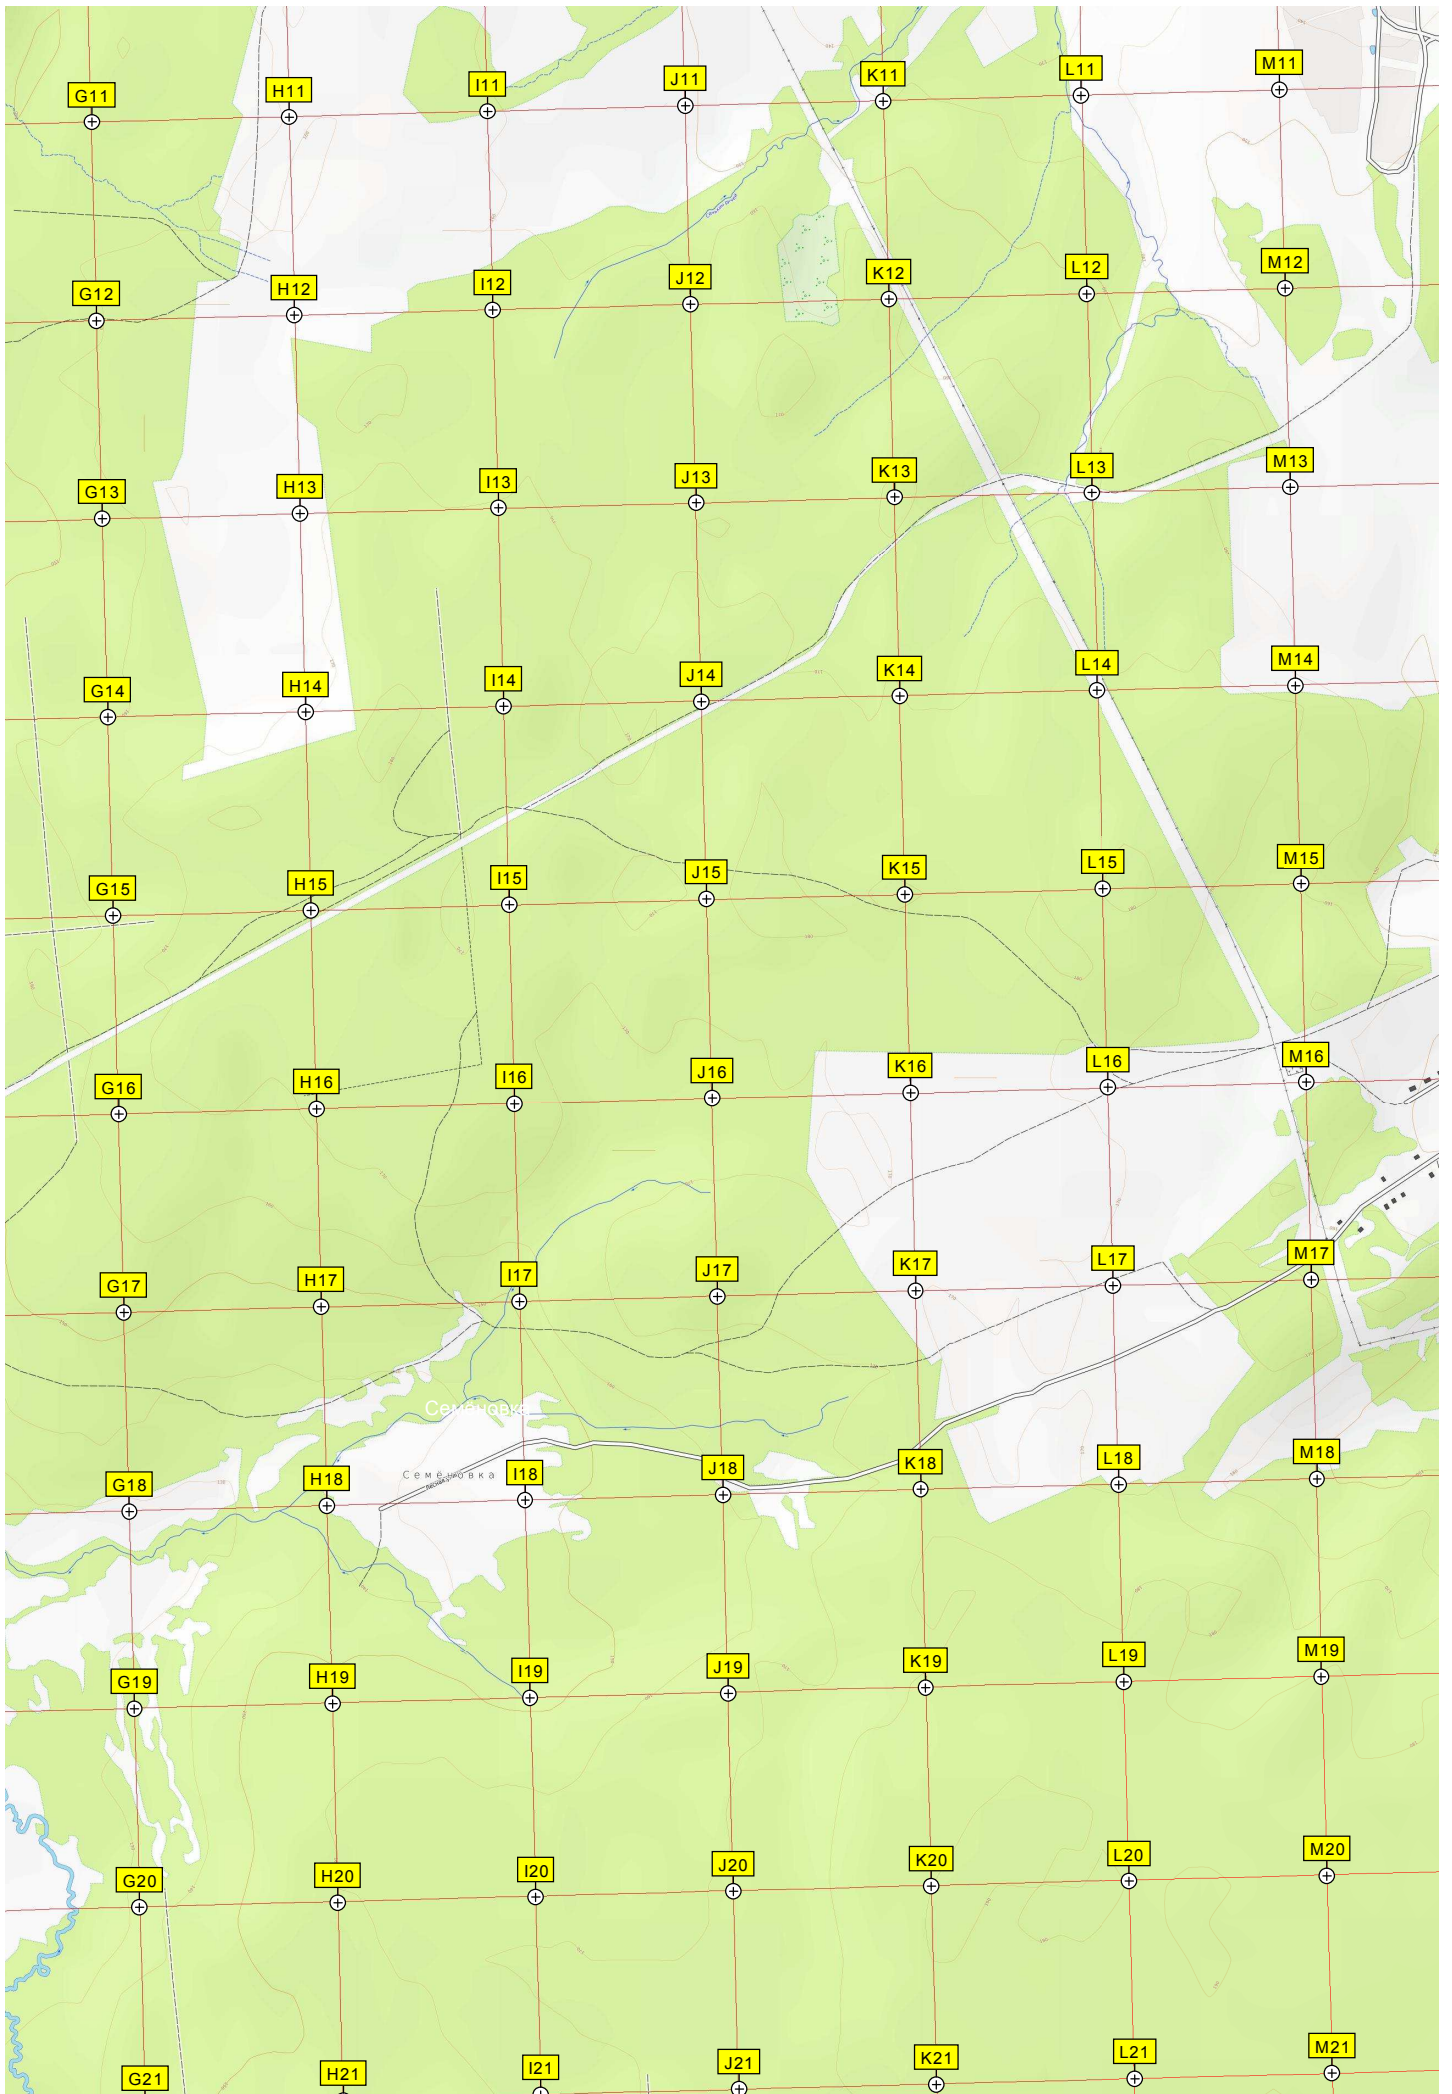 G11 H11 I11 J11 K11 L11 M11
G12 H12 I12 J12 K12 L12 M12
G13 H13 I13 J13 K13 L13 M13
G14 H14 I14 J14 K14 L14 M14
G15 H15 I15 J15 K15 L15 M15
G16 H16 I16 J16 K16 L16 M16
G17 H17 I17 J17 K17 L17 M17
Семёновка
Семёновка
G18 H18 I18 J18 K18 L18 M18
G19 H19 I19 J19 K19 L19 M19
G20 H20 I20 J20 K20 L20 M20
G21 H21 I21 J21 K21 L21 M21